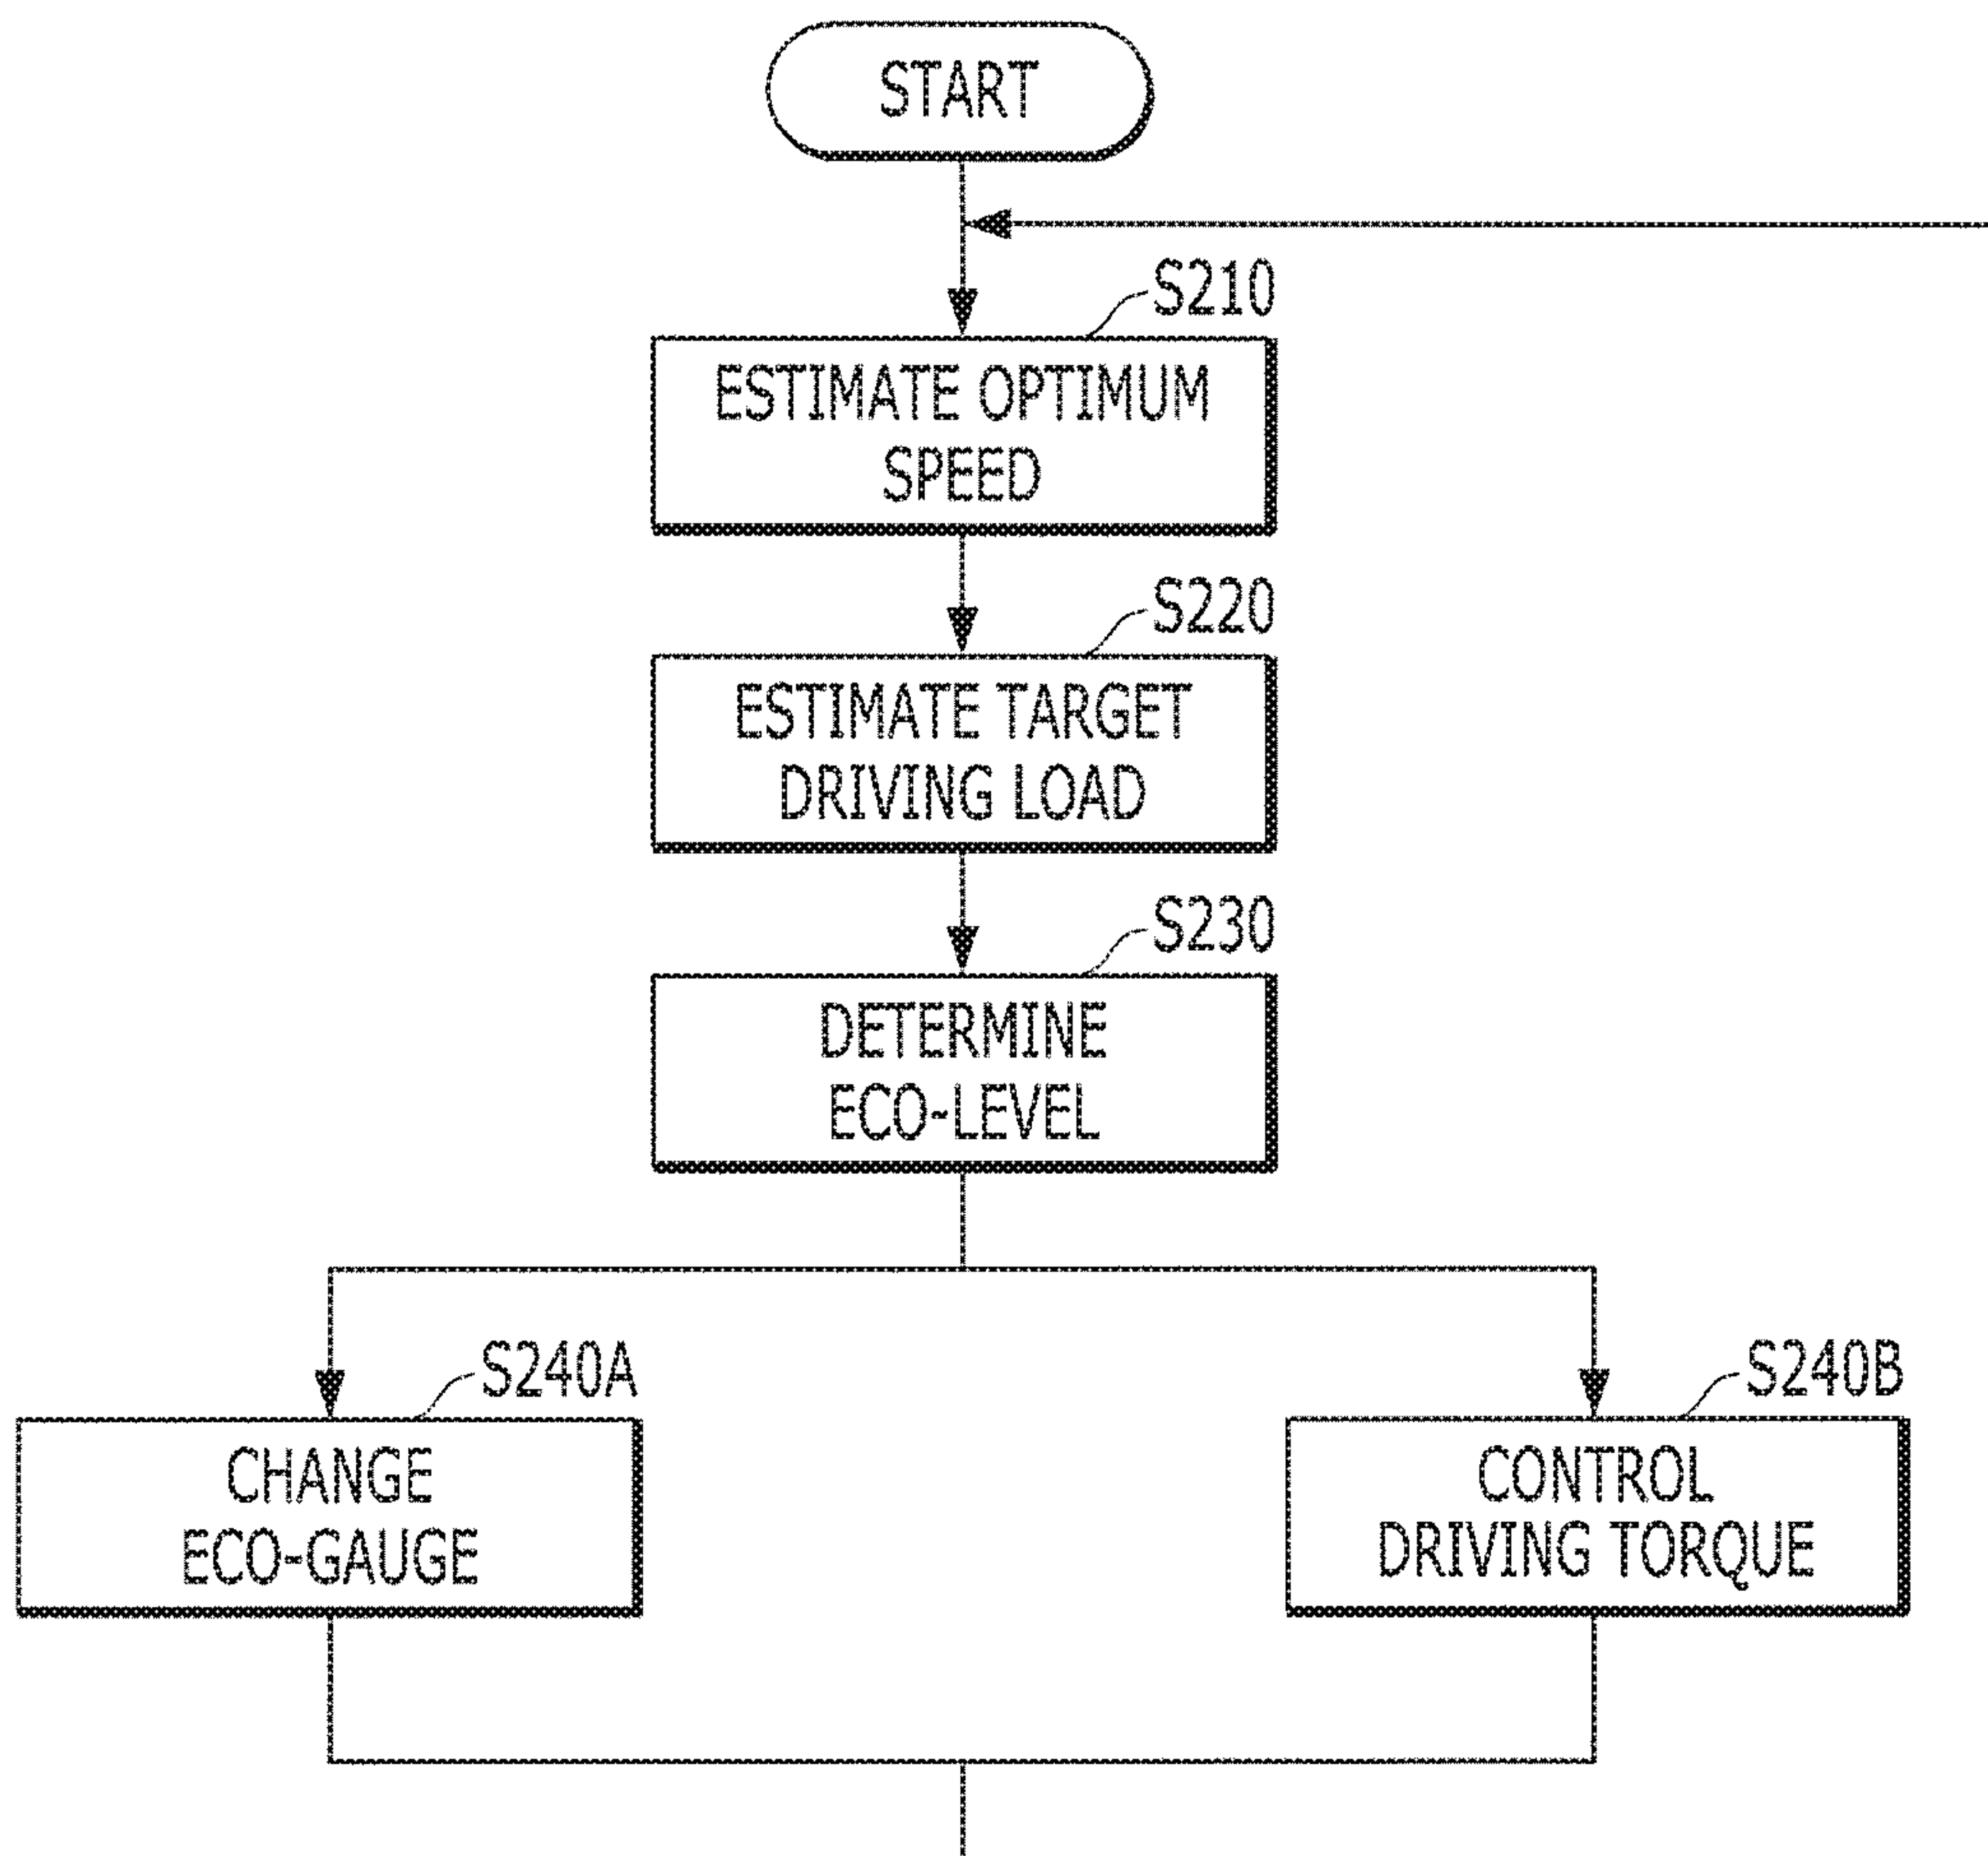 START
S210
ESTIMATE OPTIMUM
SPEED
S220
ESTIMATE TARGET
DRIVING LOAD
S230
DETERMINE
ECO-LEVEL
S240A
CHANGE
ECO-GAUGE
S240B
CONTROL
DRIVING TORQUE